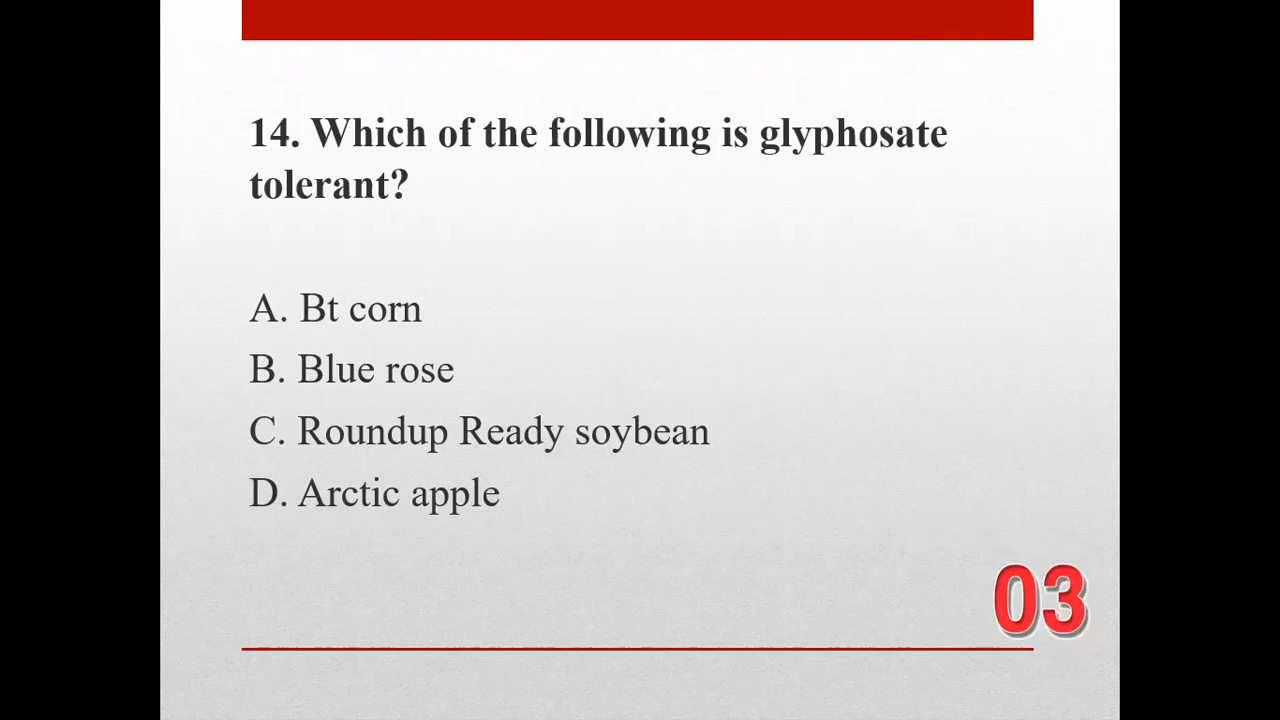 14. Which of the following is glyphosate
tolerant?
A. Bt corn
B. Blue rose
C. Roundup Ready soybean
D. Arctic apple
03